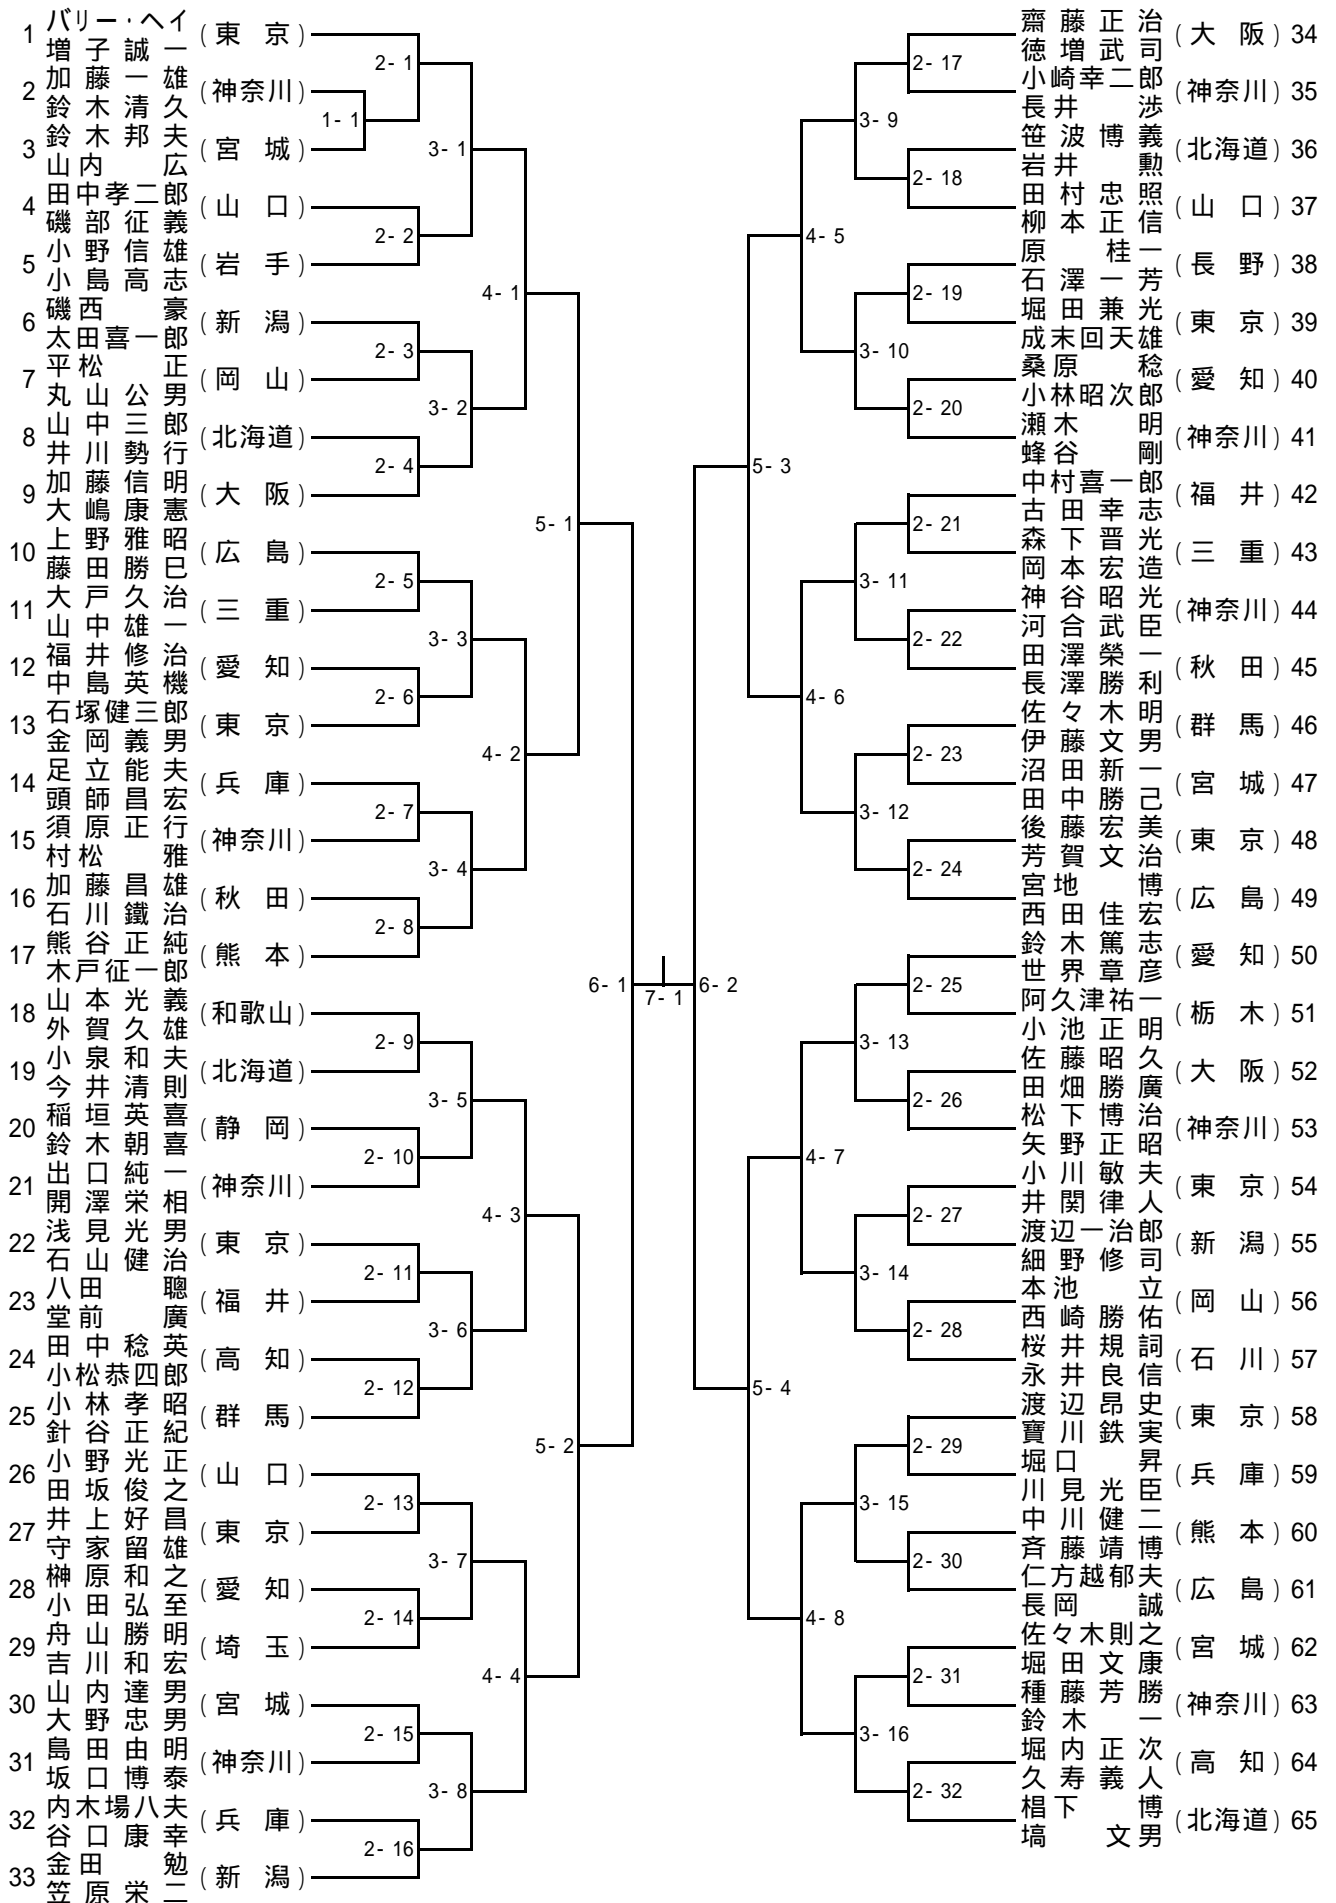 1 バリー・ヘイ (東 京)
増子誠一
2 加藤一雄 (神奈川)
鈴木清久
3 鈴木邦夫 (宮 城)
山内 広
4 田中孝二郎 (山 口)
磯部征義
5 小野信雄 (岩 手)
小島高志
6 磯西 豪 (新 潟)
太田喜一郎
7 平松 正 (岡 山)
丸山公男
8 山中三郎 (北海道)
井川勢行
9 加藤信明 (大 阪)
大嶋康憲
10 上野雅昭 (広 島)
藤田勝巳
11 大戸久治 (三 重)
山中雄一
12 福井修治 (愛 知)
中島英機
13 石塚健三郎 (東 京)
金岡義男
14 足立能夫 (兵 庫)
頭師昌宏
15 須原正行 (神奈川)
村松 雅
16 加藤昌雄 (秋 田)
石川鐵治
17 熊谷正純 (熊 本)
木戸征一郎
18 山本光義 (和歌山)
外賀久雄
19 小泉和夫 (北海道)
今井清則
20 稲垣英喜 (静 岡)
鈴木朝喜
21 出口純一 (神奈川)
開澤栄相
22 浅見光男 (東 京)
石山健治
23 八田 聰 (福 井)
堂前 廣
24 田中稔英 (高 知)
小松恭四郎
25 小林孝昭 (群 馬)
針谷正紀
26 小野光正 (山 口)
田坂俊之
27 井上好昌 (東 京)
守家留雄
28 榊原和之 (愛 知)
小田弘至
29 舟山勝明 (埼 玉)
吉川和宏
30 山内達男 (宮 城)
大野忠男
31 島田由明 (神奈川)
坂口博泰
32 内木場八夫 (兵 庫)
谷口康幸
33 金田 勉 (新 潟)
笠原栄二
1- 1
2- 1
2- 2
2- 3
2- 4
2- 5
2- 6
2- 7
2- 8
2- 9
2- 10
2- 11
2- 12
2- 13
2- 14
2- 15
2- 16
3- 1
3- 2
3- 3
3- 4
3- 5
3- 6
3- 7
3- 8
4- 1
4- 2
4- 3
4- 4
5- 1
5- 2
6- 1
7- 1
6- 2
5- 3
5- 4
4- 5
4- 6
4- 7
4- 8
3- 9
3- 10
3- 11
3- 12
3- 13
3- 14
3- 15
3- 16
2- 17
2- 18
2- 19
2- 20
2- 21
2- 22
2- 23
2- 24
2- 25
2- 26
2- 27
2- 28
2- 29
2- 30
2- 31
2- 32
齋藤正治 (大 阪) 34
徳増武司
小崎幸二郎 (神奈川) 35
長井 渉
笹波博義 (北海道) 36
岩井 勲
田村忠照 (山 口) 37
柳本正信
原 桂一 (長 野) 38
石澤一芳
堀田兼光 (東 京) 39
成末回天雄
桑原 稔 (愛 知) 40
小林昭次郎
瀬木 明 (神奈川) 41
蜂谷 剛
中村喜一郎 (福 井) 42
古田幸志
森下晋光 (三 重) 43
岡本宏造
神谷昭光 (神奈川) 44
河合武臣
田澤榮一 (秋 田) 45
長澤勝利
佐々木明 (群 馬) 46
伊藤文男
沼田新一 (宮 城) 47
田中勝己
後藤宏美 (東 京) 48
芳賀文治
宮地 博 (広 島) 49
西田佳宏
鈴木篤志 (愛 知) 50
世界章彦
阿久津祐一 (栃 木) 51
小池正明
佐藤昭久 (大 阪) 52
田畑勝廣
松下博治 (神奈川) 53
矢野正昭
小川敏夫 (東 京) 54
井関律人
渡辺一治郎 (新 潟) 55
細野修司
本池 立 (岡 山) 56
西崎勝佑
桜井規詞 (石 川) 57
永井良信
渡辺昂史 (東 京) 58
寶川鉄実
堀口 昇 (兵 庫) 59
川見光臣
中川健二 (熊 本) 60
斉藤靖博
仁方越郁夫 (広 島) 61
長岡 誠
佐々木則之 (宮 城) 62
堀田文康
種藤芳勝 (神奈川) 63
鈴木 一
堀内正次 (高 知) 64
久寿義人
椙下 博 (北海道) 65
塙 文男